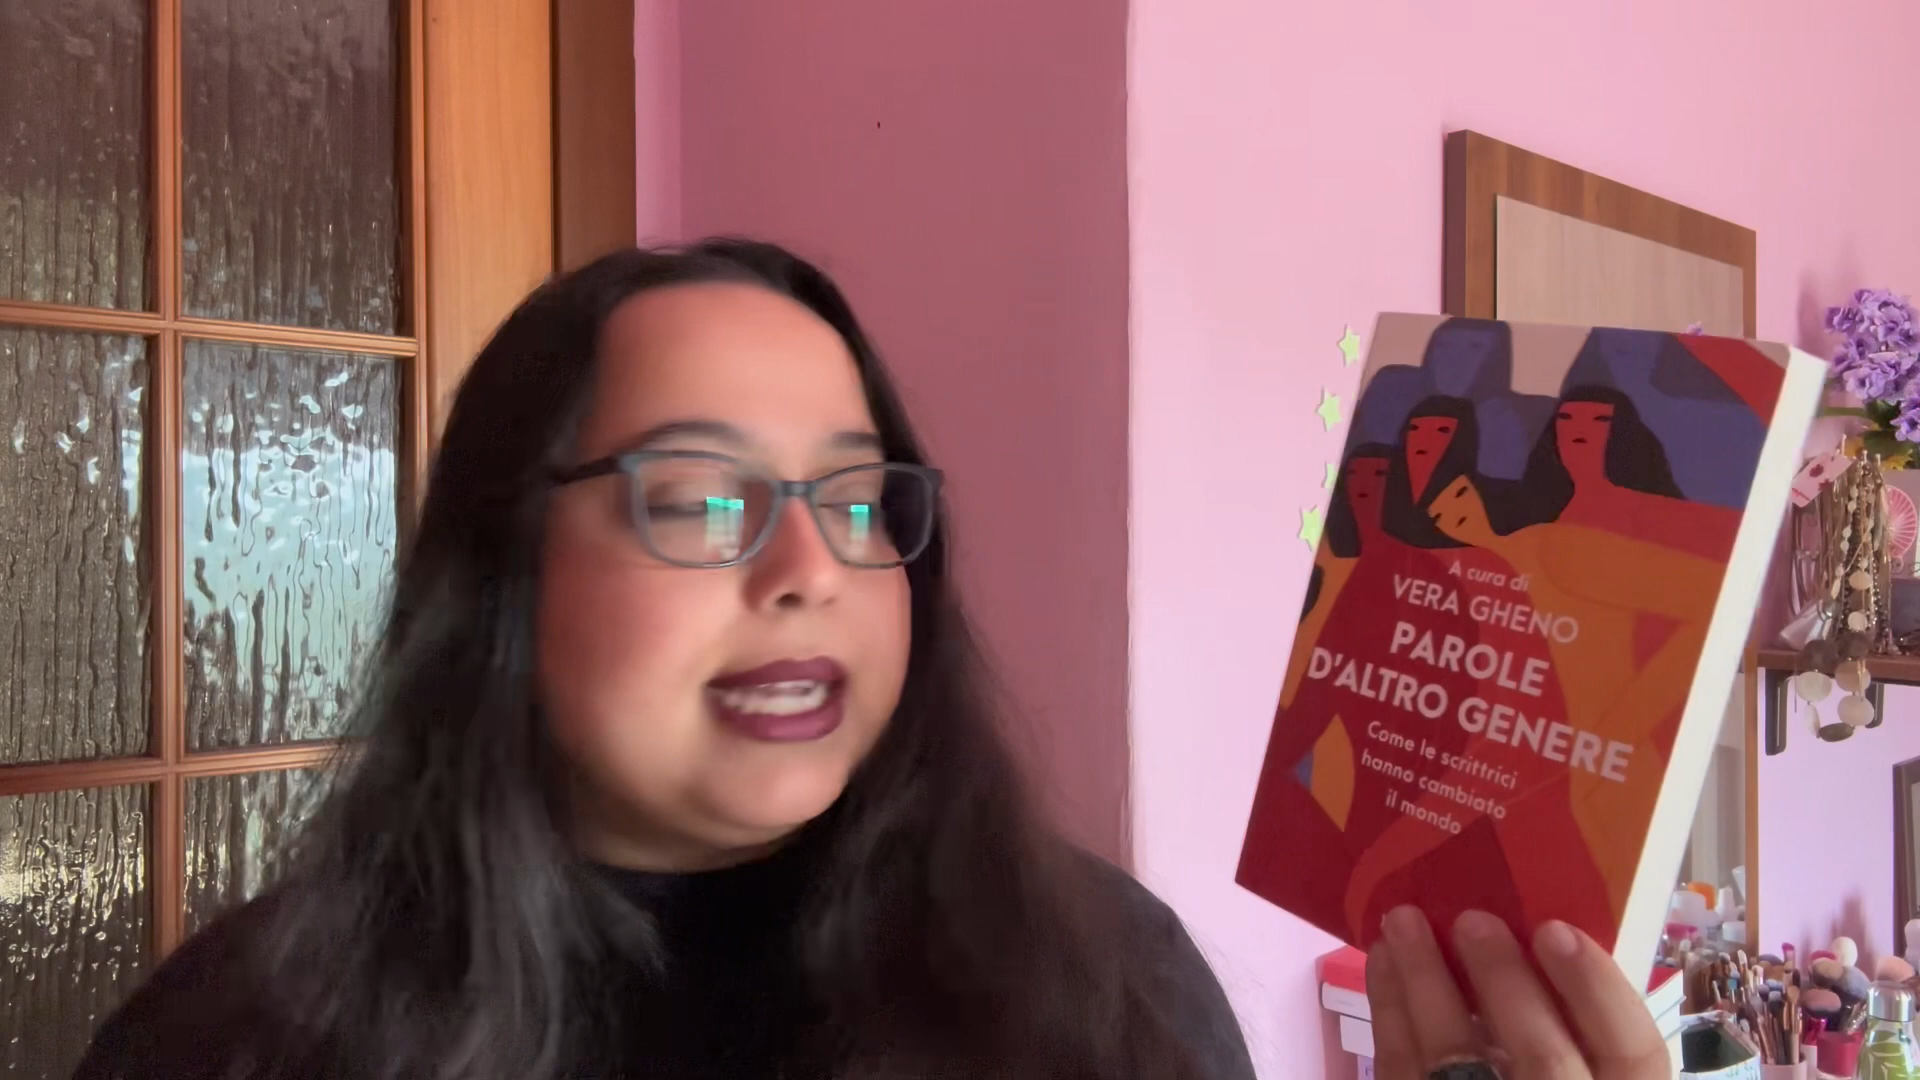 A cura di
VERA GHENO
PAROLE
D'ALTRO GENERE
Come le scrittrici
hanno cambiato
il mondo